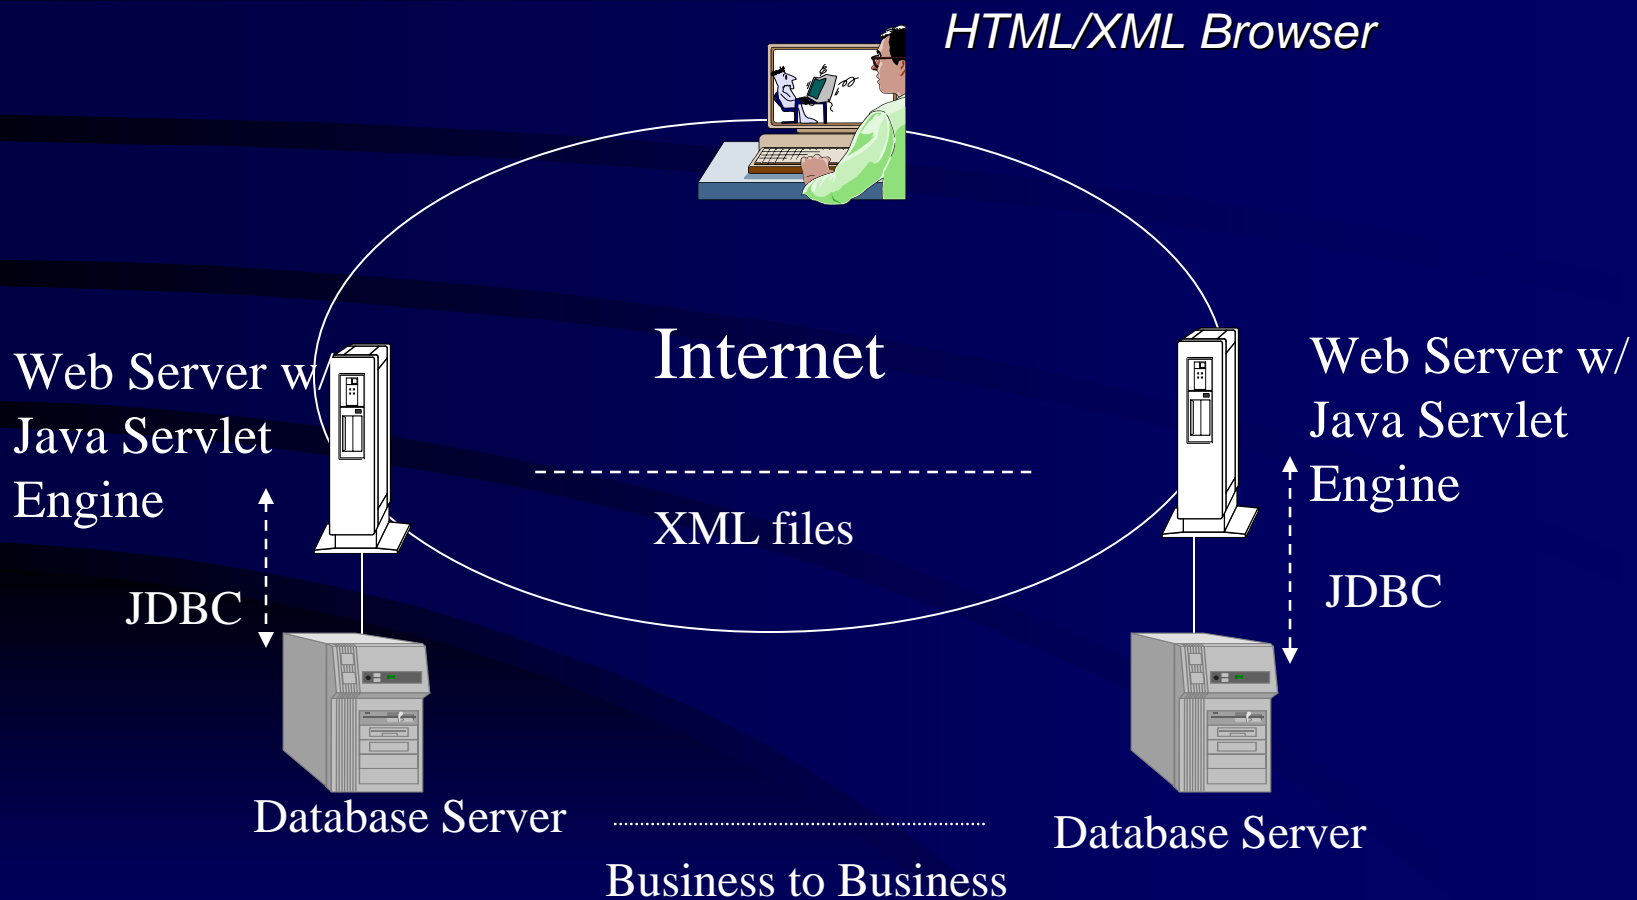 HTML/XML Browser
Internet
Web Server w/
Java Servlet
Engine
Web Server w/
Java Servlet
Engine
XML files
JDBC
JDBC
Database Server
Database Server
Business to Business